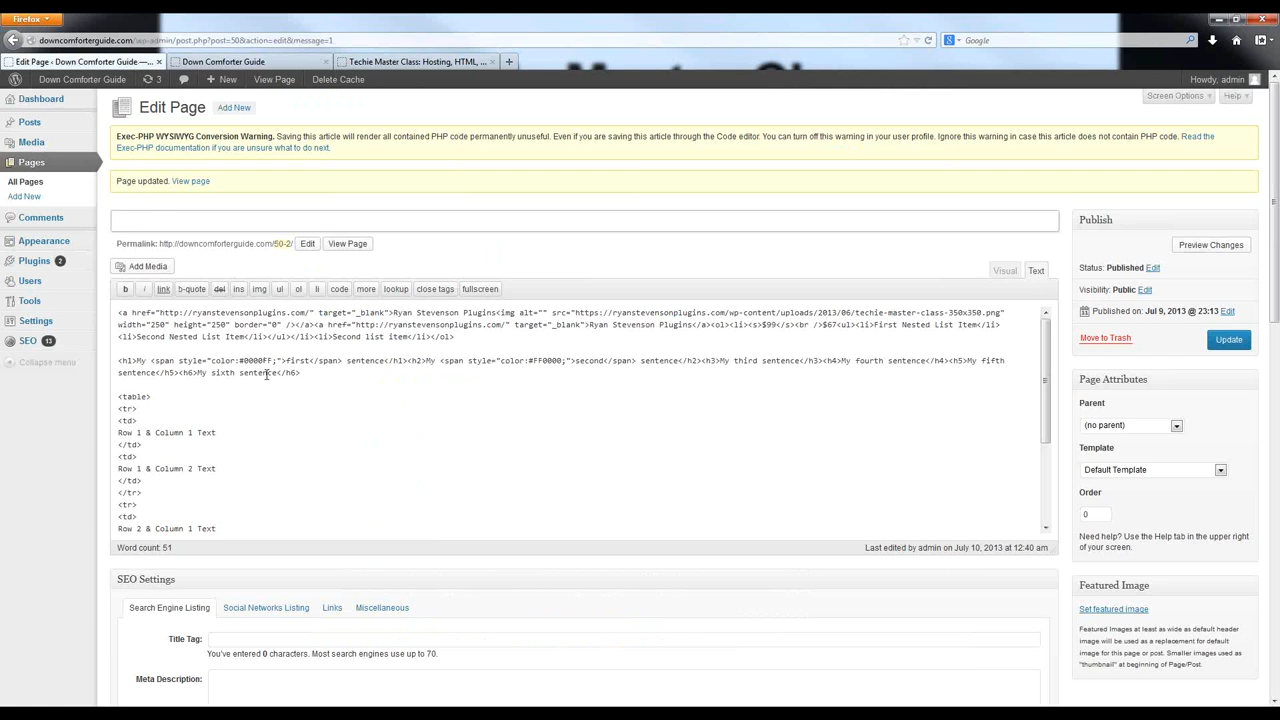 Firefox
downcomforterguide.com/wp-admin/post.php?post=50&action=edit&message=1
Google
Edit Page ‹ Down Comforter Guide —...
Down Comforter Guide
Techie Master Class: Hosting, HTML, ...
Down Comforter Guide
3
New
View Page
Delete Cache
Howdy, admin
Dashboard
Posts
Media
Pages
All Pages
Add New
Comments
Appearance
Plugins 2
Users
Tools
Settings
SEO 13
Collapse menu
Screen Options
Help
Edit Page
Add New
Exec-PHP WYSIWYG Conversion Warning. Saving this article will render all contained PHP code permanently unuseful. Even if you are saving this article through the Code editor. You can turn off this warning in your user profile. Ignore this warning in case this article does not contain PHP code. Read the
Exec-PHP documentation if you are unsure what to do next.
Page updated. View page
Permalink: http://downcomforterguide.com/50-2/ Edit View Page
Add Media
Visual
Text
b i link b-quote del ins img ul ol li code more lookup close tags fullscreen
<a href="http://ryanstevensonplugins.com/" target="_blank">Ryan Stevenson Plugins<img alt="" src="https://ryanstevensonplugins.com/wp-content/uploads/2013/06/techie-master-class-350x350.png"
width="250" height="250" border="0" /></a><a href="http://ryanstevensonplugins.com/" target="_blank">Ryan Stevenson Plugins</a><ol><li><s>$99</s><br />$67<ul><li>First Nested List Item</li>
<li>Second Nested List Item</li></ul></li><li>Second list item</li></ol>
<h1>My <span style="color:#0000FF;">first</span> sentence</h1><h2>My <span style="color:#FF0000;">second</span> sentence</h2><h3>My third sentence</h3><h4>My fourth sentence</h4><h5>My fifth
sentence</h5><h6>My sixth sentence</h6>
<table>
<tr>
<td>
Row 1 & Column 1 Text
</td>
<td>
Row 1 & Column 2 Text
</td>
</tr>
<tr>
<td>
Row 2 & Column 1 Text
Word count: 51
Last edited by admin on July 10, 2013 at 12:40 am
SEO Settings
Search Engine Listing
Social Networks Listing
Links
Miscellaneous
Title Tag:
You've entered 0 characters. Most search engines use up to 70.
Meta Description:
Publish
Preview Changes
Status: Published Edit
Visibility: Public Edit
Published on: Jul 9, 2013 @ 23:13 Edit
Move to Trash
Update
Page Attributes
Parent
(no parent)
Template
Default Template
Order
0
Need help? Use the Help tab in the upper right
of your screen.
Featured Image
Set featured image
Featured Images at least as wide as default header
image will be used as a replacement for default
image for this page or post. Smaller images used as
"thumbnail" at beginning of Page/Post.